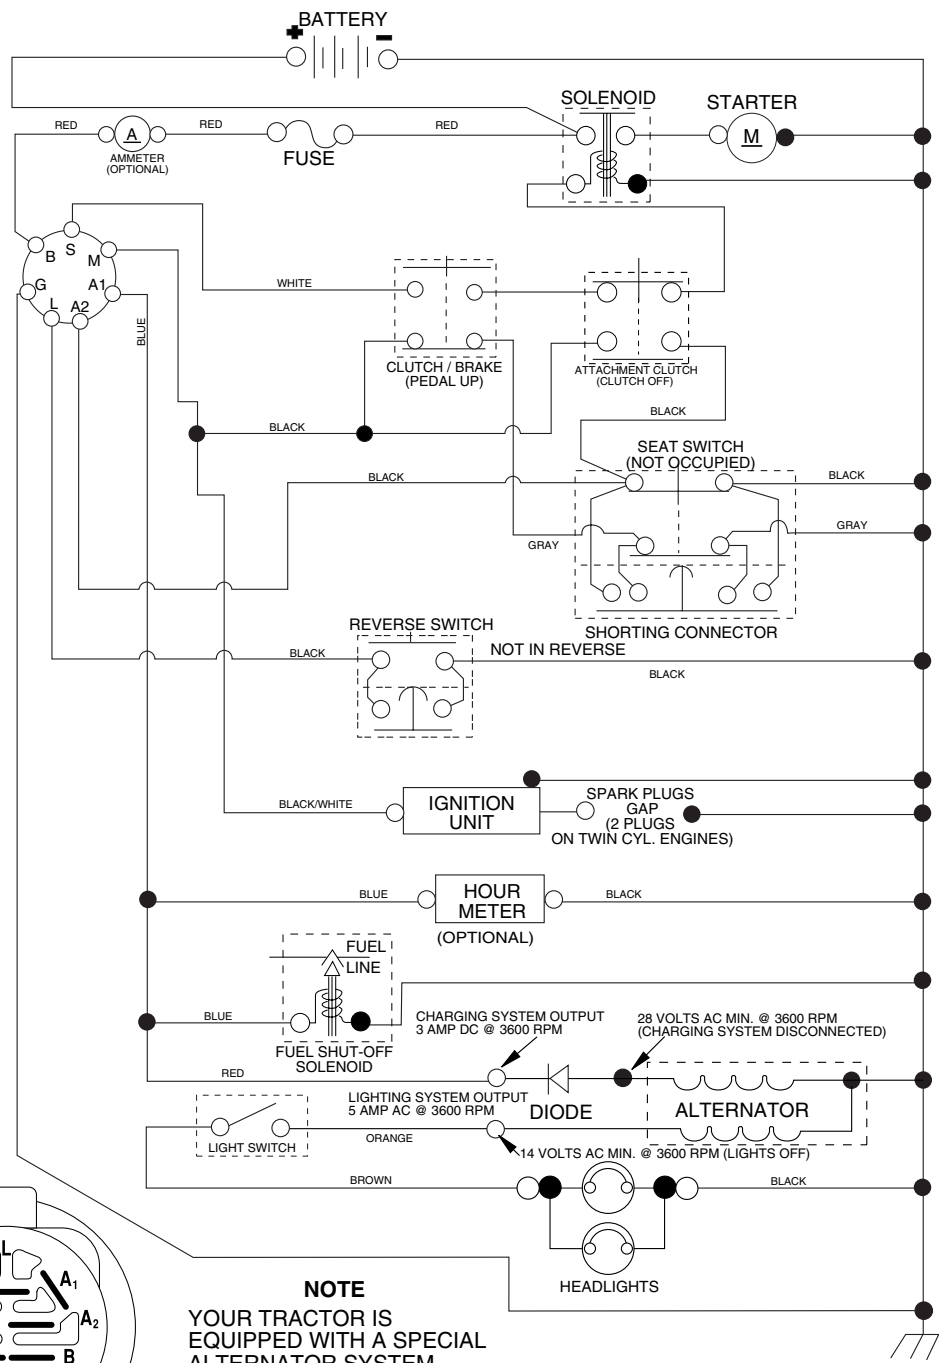 BATTERY
+
-
SOLENOID
STARTER
RED
A
RED
RED
M
AMMETER
(OPTIONAL)
FUSE
B
S
M
G
A1
L
A2
WHITE
BLUE
CLUTCH / BRAKE
(PEDAL UP)
ATTACHMENT CLUTCH
(CLUTCH OFF)
BLACK
BLACK
SEAT SWITCH
(NOT OCCUPIED)
BLACK
BLACK
GRAY
GRAY
SHORTING CONNECTOR
REVERSE SWITCH
BLACK
NOT IN REVERSE
BLACK
BLACK/WHITE
IGNITION
UNIT
SPARK PLUGS
GAP
(2 PLUGS
ON TWIN CYL. ENGINES)
BLUE
HOUR
METER
BLACK
(OPTIONAL)
FUEL
LINE
BLUE
FUEL SHUT-OFF
SOLENOID
CHARGING SYSTEM OUTPUT
3 AMP DC @ 3600 RPM
28 VOLTS AC MIN. @ 3600 RPM
(CHARGING SYSTEM DISCONNECTED)
RED
LIGHTING SYSTEM OUTPUT
5 AMP AC @ 3600 RPM
DIODE
ALTERNATOR
LIGHT SWITCH
ORANGE
14 VOLTS AC MIN. @ 3600 RPM (LIGHTS OFF)
BROWN
BLACK
HEADLIGHTS
L
A1
A2
B
NOTE
YOUR TRACTOR IS
EQUIPPED WITH A SPECIAL
ALTERNATOR SYSTEM